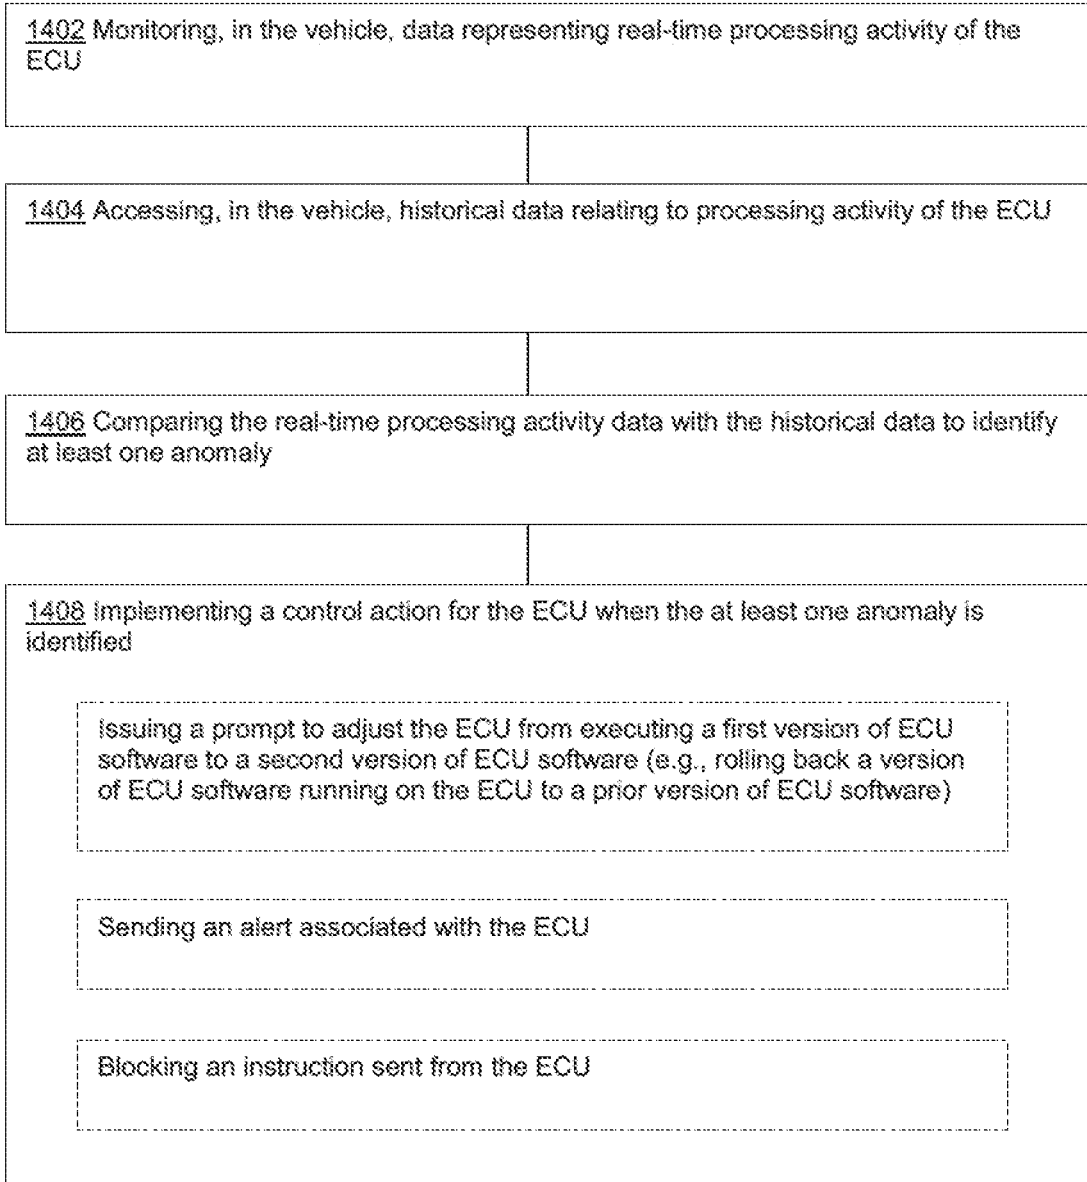 1402 Monitoring, in the vehicle, data representing real-time processing activity of the
ECU
1404 Accessing, in the vehicle, historical data relating to processing activity of the ECU
1406 Comparing the real-time processing activity data with the historical data to identify
at least one anomaly
1408 Implementing a control action for the ECU when the at least one anomaly is
identified
Issuing a prompt to adjust the ECU from executing a first version of ECU
software to a second version of ECU software (e.g., rolling back a version
of ECU software running on the ECU to a prior version of ECU software)
Sending an alert associated with the ECU
Blocking an instruction sent from the ECU